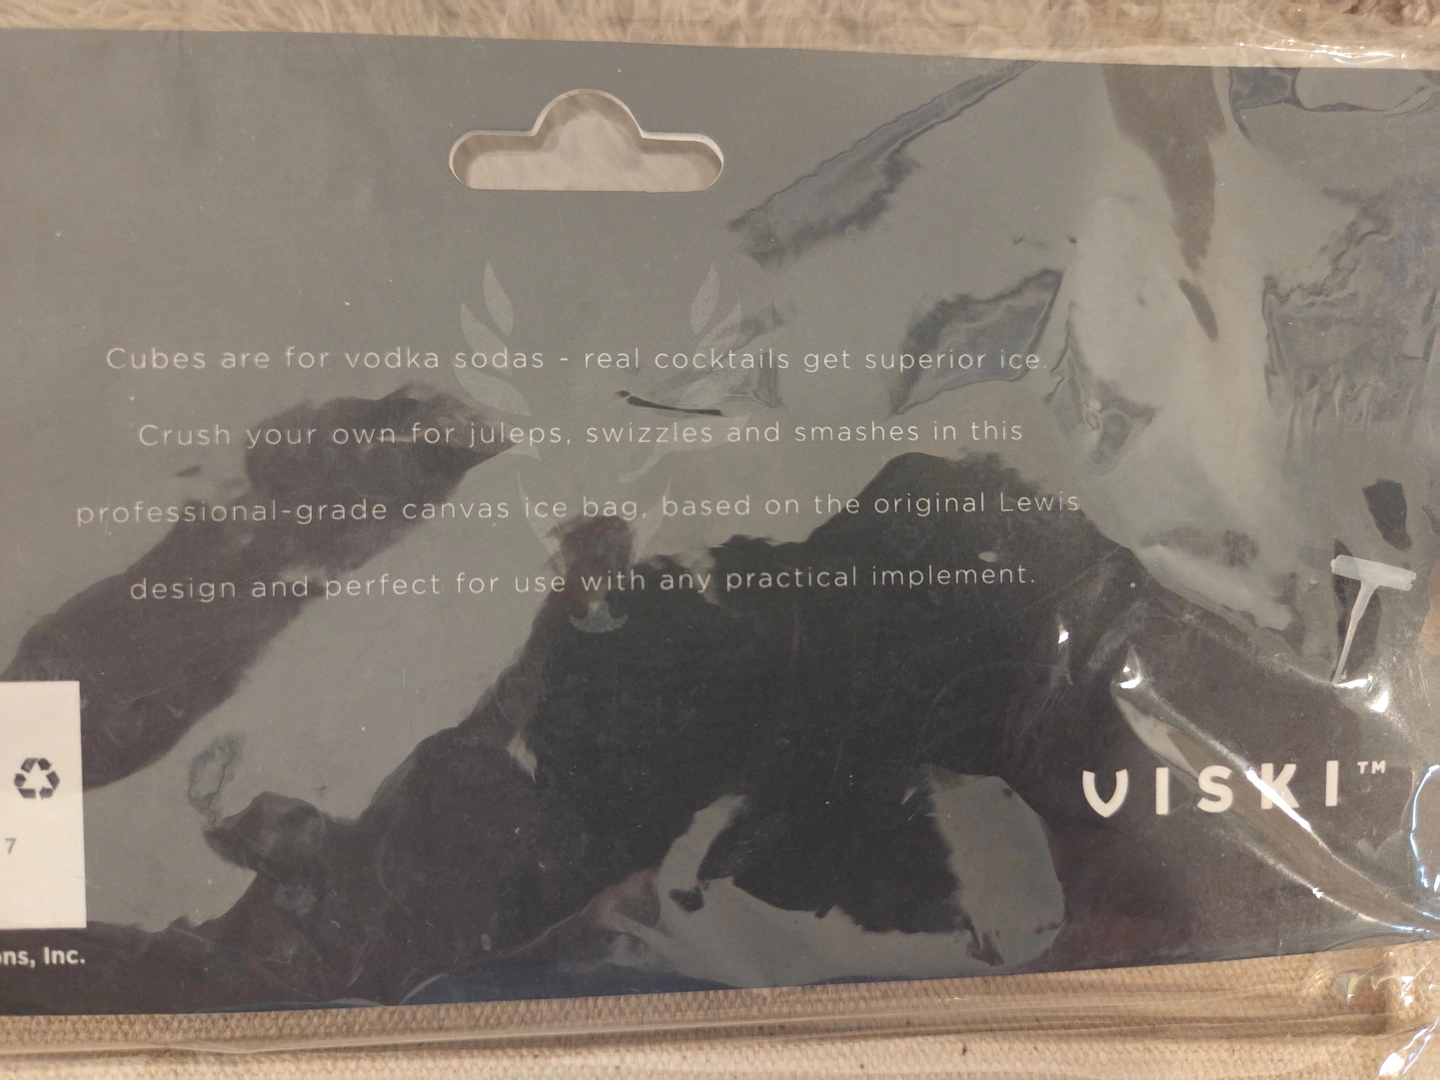 Cubes are for vodka sodas - real cocktails get superior ice.
Crush your own for juleps, swizzles and smashes in this
professional-grade canvas ice bag, based on the original Lewis
design and perfect for use with any practical implement.
VISKI™
7
Inc.